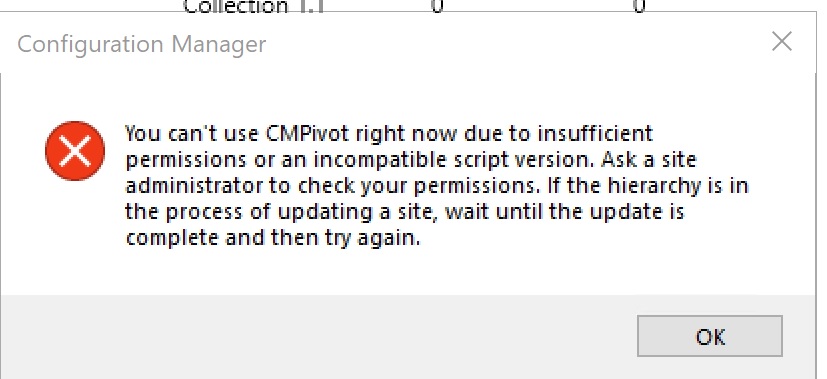 Collection 1.1 0 0
Configuration Manager
You can't use CMPivot right now due to insufficient
permissions or an incompatible script version. Ask a site
administrator to check your permissions. If the hierarchy is in
the process of updating a site, wait until the update is
complete and then try again.
OK